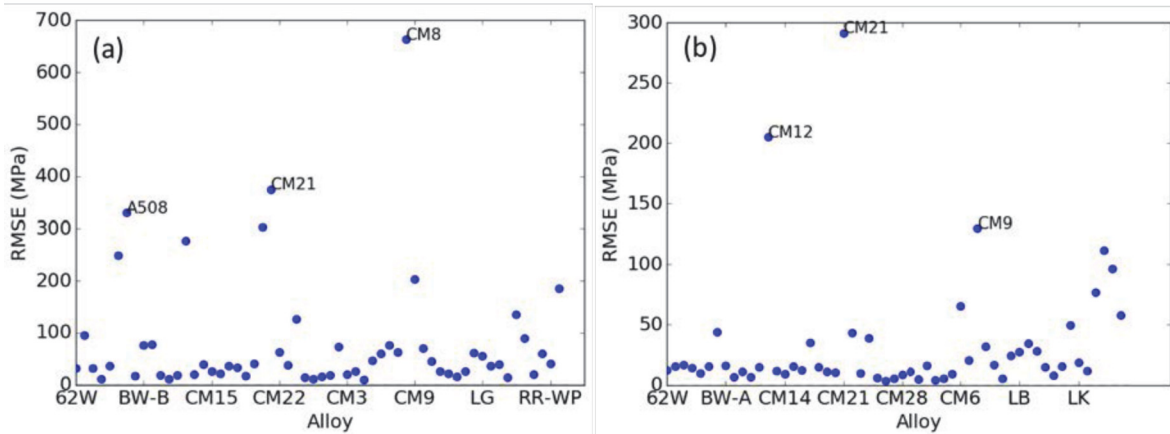 (a)
RMSE (MPa)
700
600
500
400
300
200
100
0
CM8
CM21
A508
62W BW-B CM15 CM22 CM3 CM9 LG RR-WP
Alloy
(b)
RMSE (MPa)
300
250
200
150
100
50
0
CM21
CM12
CM9
62W BW-A CM14 CM21 CM28 CM6 LB LK
Alloy